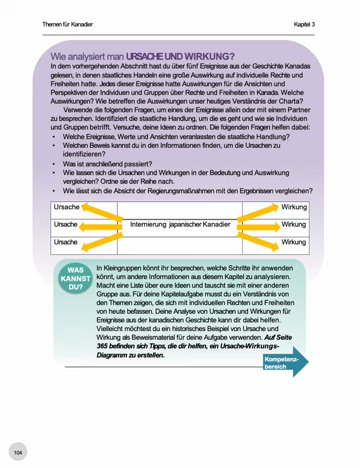 Themen für Kanadier Kapitel 3
Wie analysiert man URSACHE UND WIRKUNG?
In dem vorhergehenden Abschnitt hast du über fünf Ereignisse aus der Geschichte Kanadas
gelesen, in denen staatliches Handeln eine große Auswirkung auf individuelle Rechte und
Freiheiten hatte. Jedes dieser Ereignisse hatte Auswirkungen für die Ansichten und
Perspektiven der Individuen und Gruppen über Rechte und Freiheiten in Kanada. Welche
Auswirkungen? Wie betreffen die Auswirkungen unser heutiges Verständnis der Charta?
Verwende die folgenden Fragen, um eines der Ereignisse allein oder mit einem Partner
zu besprechen. Identifiziert die staatliche Handlung, um die es geht und wie sie Individuen
und Gruppen betrifft. Versuche, deine Ideen zu ordnen. Die folgenden Fragen helfen dabei:
• Welche Ereignisse, Werte und Ansichten veranlassten die staatliche Handlung?
• Welchen Beweis kannst du in den Informationen finden, um die Ursachen zu
identifizieren?
• Was ist anschließend passiert?
• Wie lassen sich die Ursachen und Wirkungen in der Bedeutung und Auswirkung
vergleichen? Ordne sie der Reihe nach.
• Wie lässt sich die Absicht der Regierungsmaßnahmen mit den Ergebnissen vergleichen?
Ursache Wirkung
Ursache Internierung japanischer Kanadier Wirkung
Ursache Wirkung
WAS
KANNST
DU?
In Kleingruppen könnt ihr besprechen, welche Schritte ihr anwenden
könnt, um andere Informationen aus diesem Kapitel zu analysieren.
Macht eine Liste über eure Ideen und tauscht sie mit einer anderen
Gruppe aus. Für deine Kapitelaufgabe musst du ein Verständnis von
den Themen zeigen, die sich mit individuellen Rechten und Freiheiten
von heute befassen. Deine Analyse von Ursachen und Wirkungen für
Ereignisse aus der kanadischen Geschichte kann dir dabei helfen.
Vielleicht möchtest du ein historisches Beispiel von Ursache und
Wirkung als Beweismaterial für deine Aufgabe verwenden. Auf Seite
365 befinden sich Tipps, die dir helfen, ein Ursache-Wirkungs-
Diagramm zu erstellen.
Kompetenz-
bereich
104